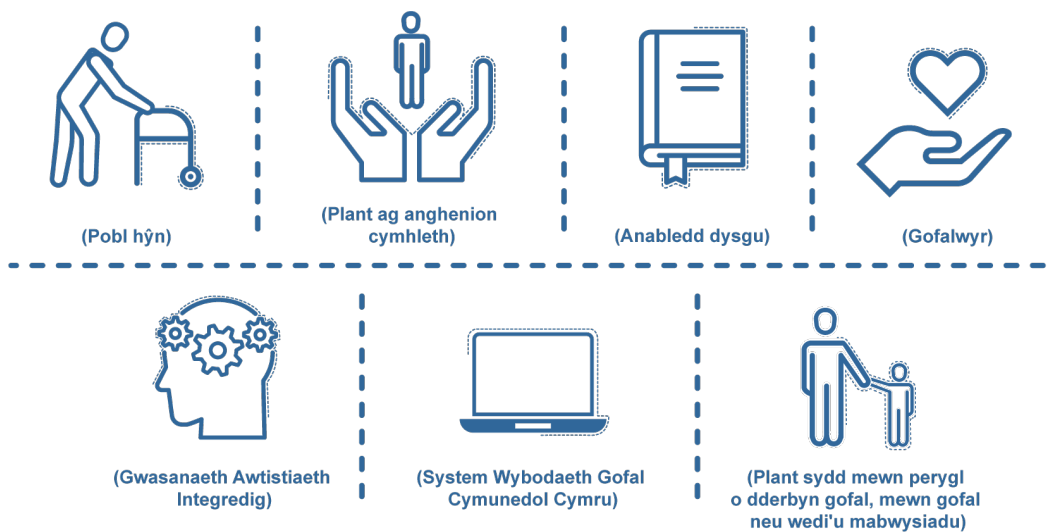 (Pobl hŷn)
(Plant ag anghenion
cymhleth)
(Anabledd dysgu)
(Gofalwyr)
(Gwasanaeth Awtistiaeth
Integredig)
(System Wybodaeth Gofal
Cymunedol Cymru)
(Plant sydd mewn perygl
o dderbyn gofal, mewn gofal
neu wedi'u mabwysiadu)